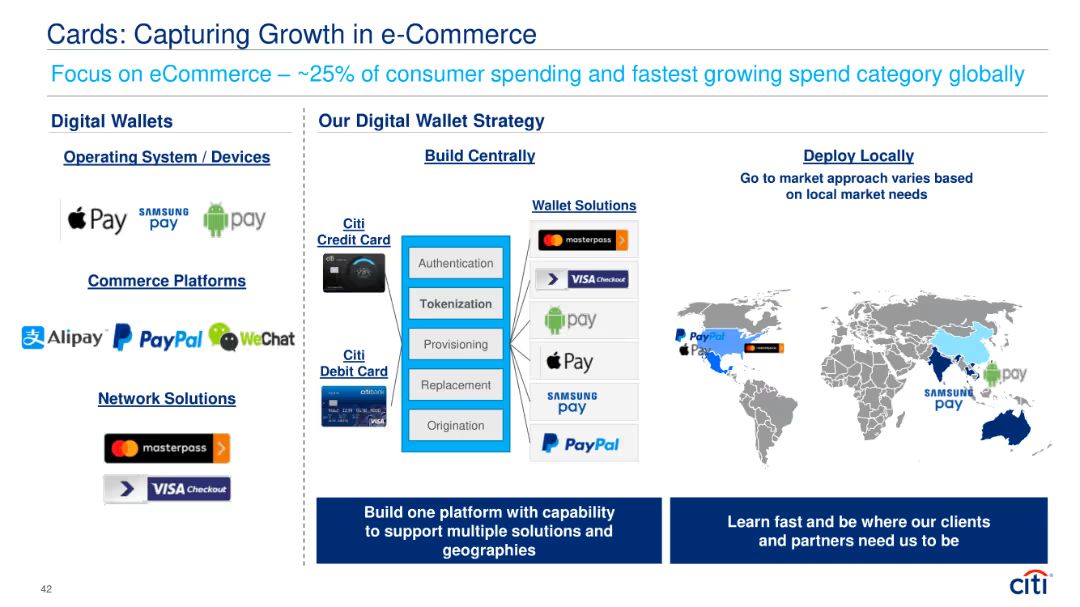 Cards: Capturing Growth in e-Commerce
Focus on eCommerce – ~25% of consumer spending and fastest growing spend category globally
Digital Wallets
Operating System / Devices
Pay
SAMSUNG
pay
pay
Commerce Platforms
Alipay
PayPal
WeChat
Network Solutions
masterpass
VISA Checkout
Our Digital Wallet Strategy
Build Centrally
Citi
Credit Card
Citi
Debit Card
citibank
VISA
Authentication
Tokenization
Provisioning
Replacement
Origination
Wallet Solutions
masterpass
VISA Checkout
pay
Pay
SAMSUNG
pay
PayPal
Build one platform with capability
to support multiple solutions and
geographies
Deploy Locally
Go to market approach varies based
on local market needs
PayPal
Pay
masterpass
pay
SAMSUNG
pay
Learn fast and be where our clients
and partners need us to be
42
citi